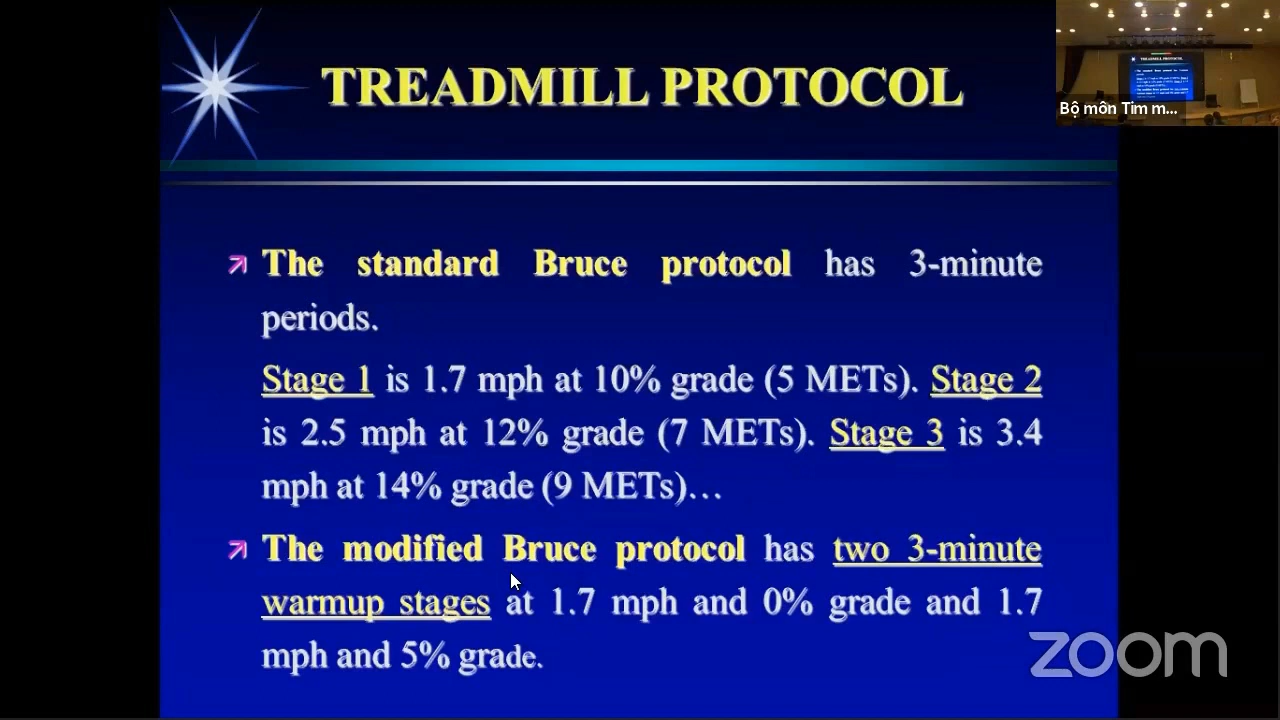 TREADMILL PROTOCOL
Bộ môn Tim m...
The standard Bruce protocol has 3-minute
periods.
Stage 1 is 1.7 mph at 10% grade (5 METs). Stage 2
is 2.5 mph at 12% grade (7 METs). Stage 3 is 3.4
mph at 14% grade (9 METs)…
The modified Bruce protocol has two 3-minute
warmup stages at 1.7 mph and 0% grade and 1.7
mph and 5% grade.
zoom